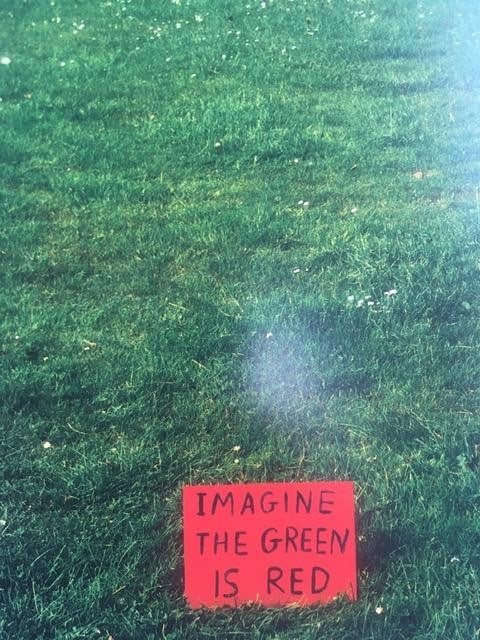 IMAGINE
THE GREEN
IS RED